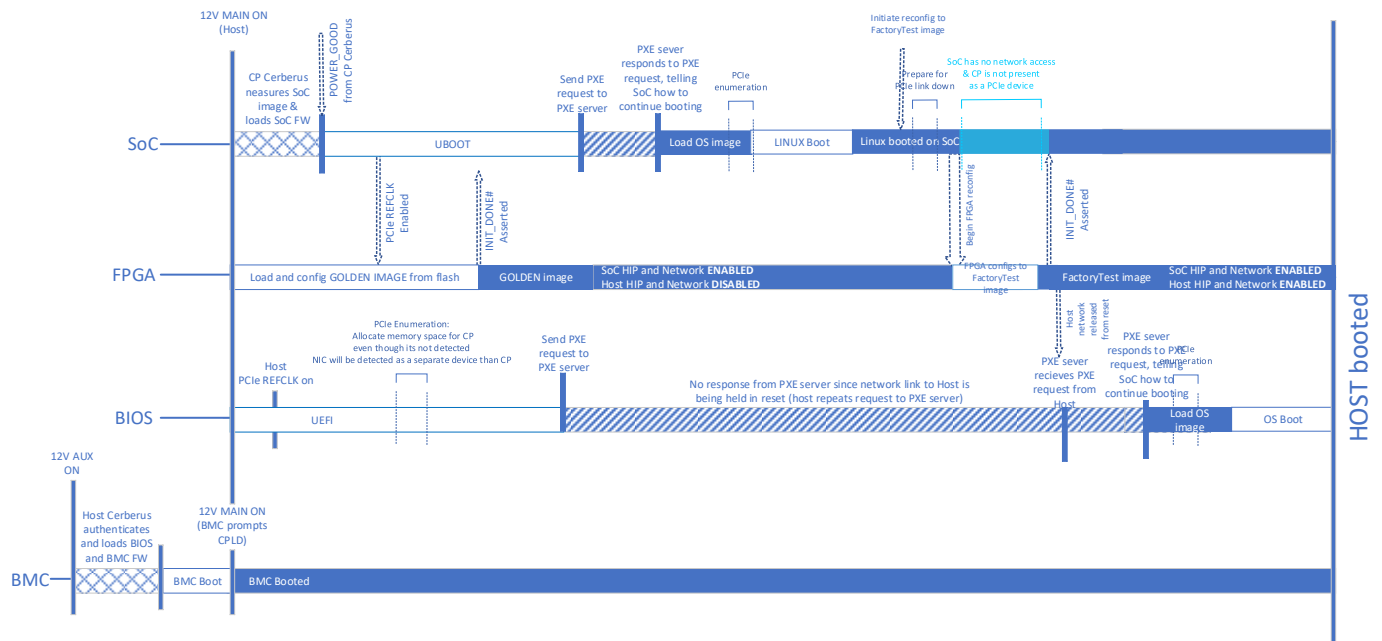 12V MAIN ON
(Host)
POWER_GOOD
from CP Cerberus
CP Cerberus
neasures SoC
image &
loads SoC FW
Send PXE
request to
PXE server
PXE sever
responds to PXE
request, telling
SoC how to
continue booting
PCIe
enumeration
Initiate reconfig to
FactoryTest image
Prepare for
PCIe link down
SoC has no network access
& CP is not present
as a PCIe device
SoC
UBOOT
Load OS image
LINUX Boot
Linux booted on SoC
PCIe REFCLK
Enabled
INIT_DONE#
Asserted
Begin FPGA reconfig
INIT_DONE#
Asserted
FPGA
Load and config GOLDEN IMAGE from flash
GOLDEN image
SoC HIP and Network ENABLED
Host HIP and Network DISABLED
FPGA configs to
FactoryTest
image
FactoryTest image
SoC HIP and Network ENABLED
Host HIP and Network ENABLED
Host
network
released
from reset
PCIe Enumeration:
Allocate memory space for CP
even though its not detected
NIC will be detected as a separate device than CP
Host
PCIe REFCLK on
Send PXE
request to
PXE server
No response from PXE server since network link to Host is
being held in reset (host repeats request to PXE server)
PXE sever
recieves PXE
request from
Host
PXE sever
responds to PXE
request, telling
SoC how to
continue booting
PCIe
enumeration
BIOS
UEFI
Load OS
image
OS Boot
HOST booted
12V AUX
ON
Host Cerberus
authenticates
and loads BIOS
and BMC FW
12V MAIN ON
(BMC prompts
CPLD)
BMC
BMC Boot
BMC Booted